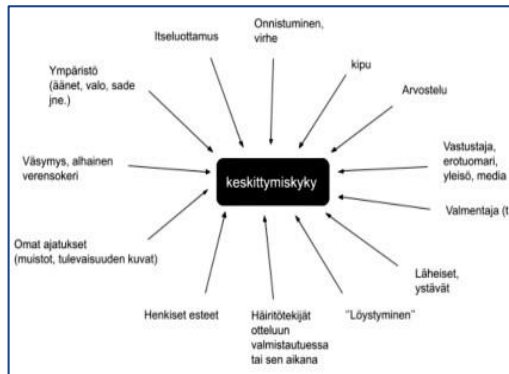 Onnistuminen,
virhe
Itseluottamus
kipu
Ympäristö
(äänet, valo, sade
jne.)
Arvostelu
Vastustaja,
erotuomari,
yleisö, media
Väsymys, alhainen
verensokeri
keskittymiskyky
Valmentaja (t
Omat ajatukset
(muistot, tulevaisuuden kuvat)
Läheiset,
ystävät
Henkiset esteet
Häiritötekijät
otteluun
valmistautuessa
tai sen aikana
"Löystyminen"